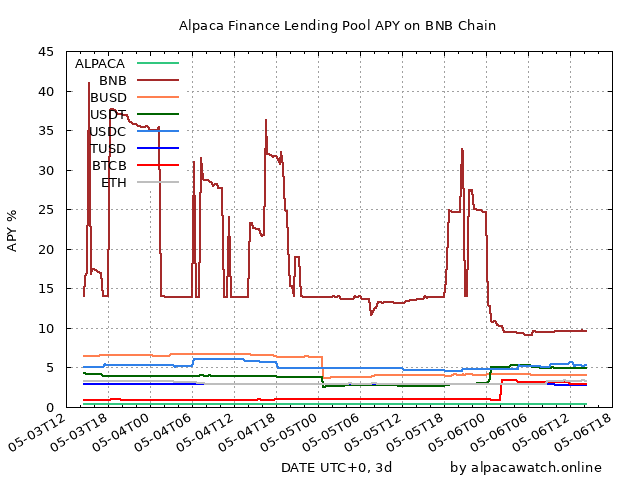 Alpaca Finance Lending Pool APY on BNB Chain
45
40
35
30
25
20
15
10
5
0
APY %
ALPACA
BNB
BUSD
USDT
USDC
TUSD
BTCB
ETH
05-03T12
05-03T18
05-04T00
05-04T06
05-04T12
05-04T18
05-05T00
05-05T06
05-05T12
05-05T18
05-06T00
05-06T06
05-06T12
05-06T18
DATE UTC+0, 3d
by alpacawatch.online